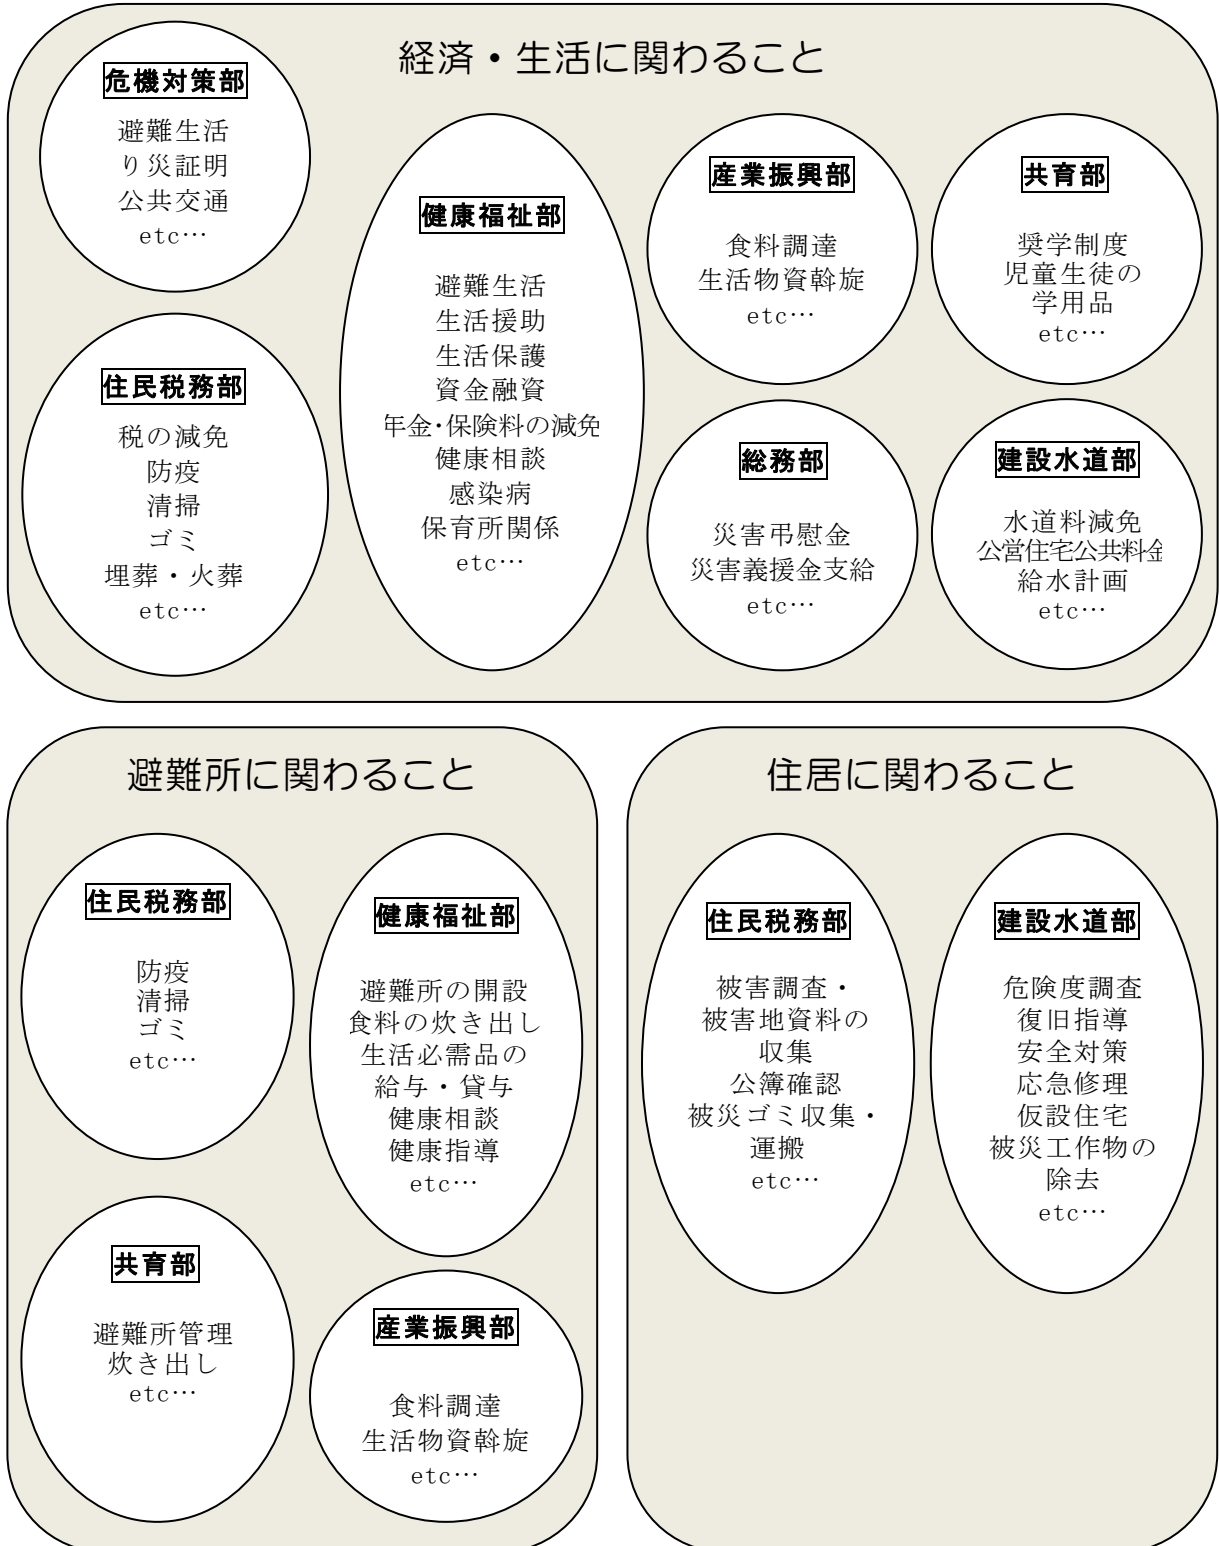 経済・生活に関わること
危機対策部
避難生活
り災証明
公共交通
etc…
住民税務部
税の減免
防疫
清掃
ゴミ
埋葬・火葬
etc…
健康福祉部
避難生活
生活援助
生活保護
資金融資
年金・保険料の減免
健康相談
感染病
保育所関係
etc…
産業振興部
食料調達
生活物資斡旋
etc…
共育部
奨学制度
児童生徒の
学用品
etc…
総務部
災害弔慰金
災害義援金支給
etc…
建設水道部
水道料減免
公営住宅公共料金
給水計画
etc…
避難所に関わること
住民税務部
防疫
清掃
ゴミ
etc…
健康福祉部
避難所の開設
食料の炊き出し
生活必需品の
給与・貸与
健康相談
健康指導
etc…
共育部
避難所管理
炊き出し
etc…
産業振興部
食料調達
生活物資斡旋
etc…
住居に関わること
住民税務部
被害調査・
被害地資料の
収集
公簿確認
被災ゴミ収集・
運搬
etc…
建設水道部
危険度調査
復旧指導
安全対策
応急修理
仮設住宅
被災工作物の
除去
etc…